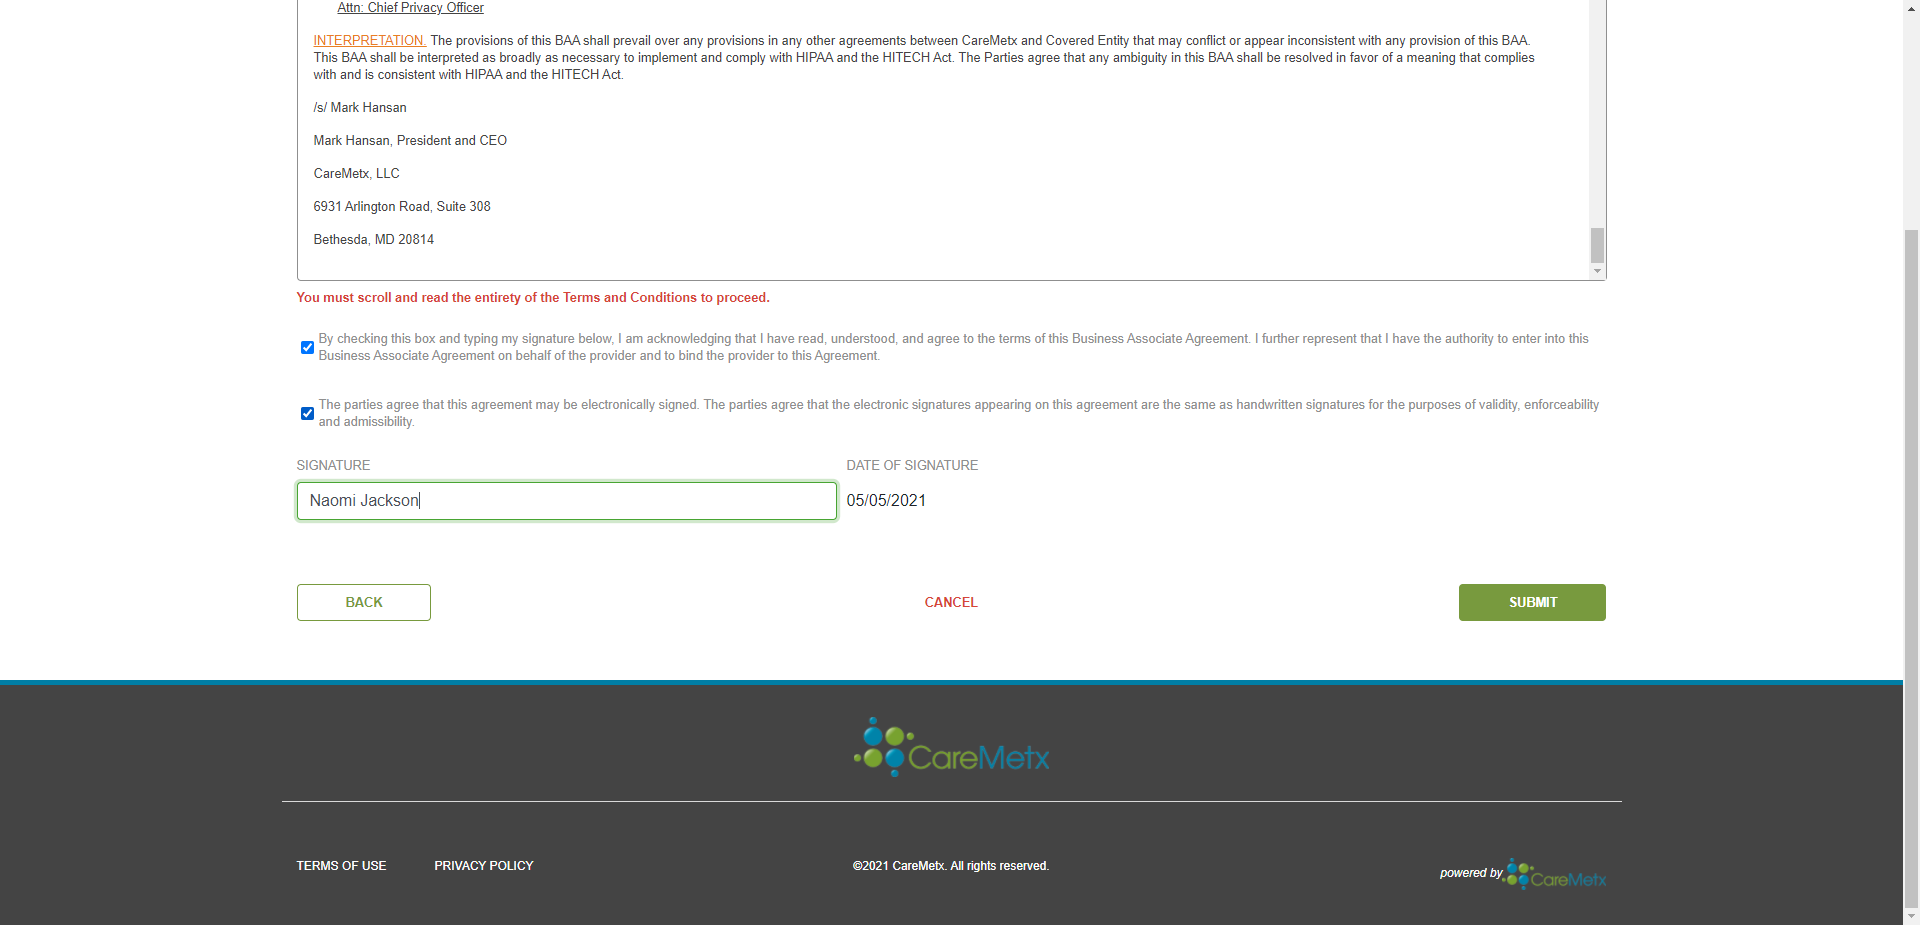 Attn: Chief Privacy Officer
INTERPRETATION. The provisions of this BAA shall prevail over any provisions in any other agreements between CareMetx and Covered Entity that may conflict or appear inconsistent with any provision of this BAA.
This BAA shall be interpreted as broadly as necessary to implement and comply with HIPAA and the HITECH Act. The Parties agree that any ambiguity in this BAA shall be resolved in favor of a meaning that complies
with and is consistent with HIPAA and the HITECH Act.
/s/ Mark Hansan
Mark Hansan, President and CEO
CareMetx, LLC
6931 Arlington Road, Suite 308
Bethesda, MD 20814
You must scroll and read the entirety of the Terms and Conditions to proceed.
By checking this box and typing my signature below, I am acknowledging that I have read, understood, and agree to the terms of this Business Associate Agreement. I further represent that I have the authority to enter into this
Business Associate Agreement on behalf of the provider and to bind the provider to this Agreement.
The parties agree that this agreement may be electronically signed. The parties agree that the electronic signatures appearing on this agreement are the same as handwritten signatures for the purposes of validity, enforceability
and admissibility.
SIGNATURE DATE OF SIGNATURE
Naomi Jackson 05/05/2021
BACK CANCEL SUBMIT
CareMetx
TERMS OF USE PRIVACY POLICY ©2021 CareMetx. All rights reserved.
powered by CareMetx